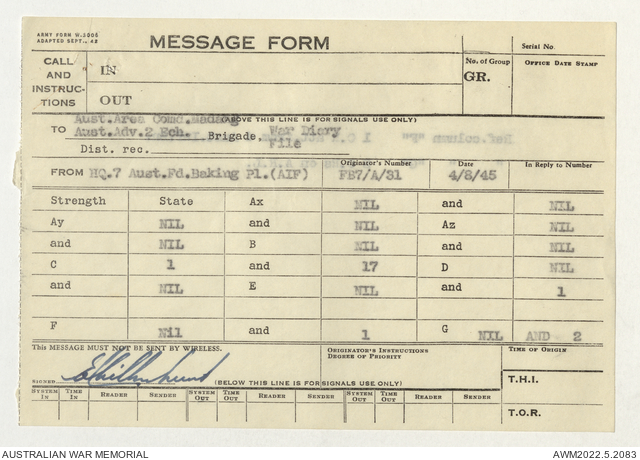 ARMY FORM W.3005
ADAPTED SEPT., 42
MESSAGE FORM
Serial No.
CALL AND INSTRUC- TIONS
IN
OUT
No. of Group
GR.
OFFICE DATE STAMP
(ABOVE THIS LINE IS FOR SIGNALS USE ONLY)
TO Aust.Area Comd.Madang
Aust.Adv.2 Ech. Brigade. War Diary
Dist. rec. File
Originator's Number Date In Reply to Number
FROM HQ.7 Aust.Fd.Baking Pl.(AIF) FB7/A/31 4/8/45
Strength State Ax NIL and NIL
Ay NIL and NIL Az NIL
and NIL B NIL and NIL
C 1 and 17 D NIL
and NIL E NIL and 1
F Nil and 1 G NIL AND 2
This MESSAGE MUST NOT BE SENT BY WIRELESS.
ORIGINATOR'S INSTRUCTIONS
DEGREE OF PRIORITY
TIME OF ORIGIN
SIGNED
(BELOW THIS LINE IS FOR SIGNALS USE ONLY)
T.H.I.
SYSTEM IN TIME IN READER SENDER SYSTEM OUT TIME OUT READER SENDER SYSTEM OUT TIME OUT READER SENDER
T.O.R.
AUSTRALIAN WAR MEMORIAL
AWM2022.5.2083